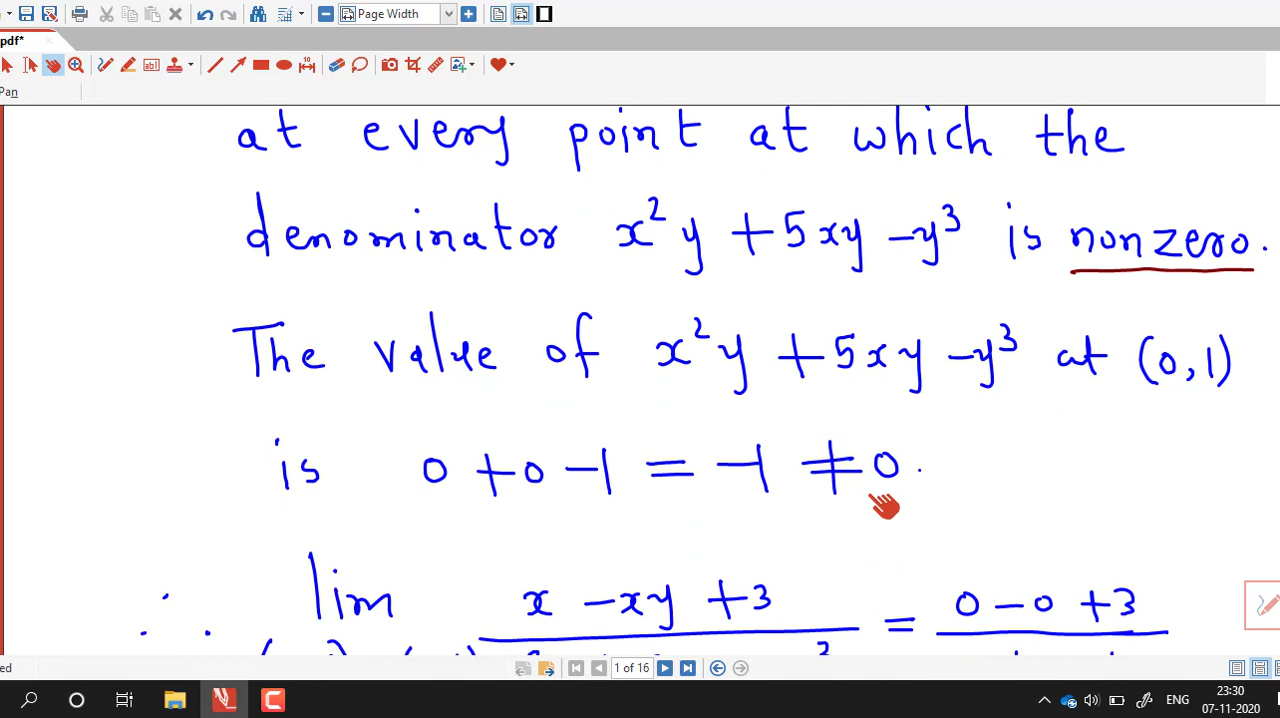 Page Width
pdf*
Pan
at every point at which the
denominator x²y + 5xy - y³ is nonzero.
The value of x²y + 5xy - y³ at (0,1)
is 0 + 0 - 1 = -1 ≠ 0.
∴ lim x - xy + 3 = 0 - 0 + 3
1 of 16
ENG
23:30
07-11-2020